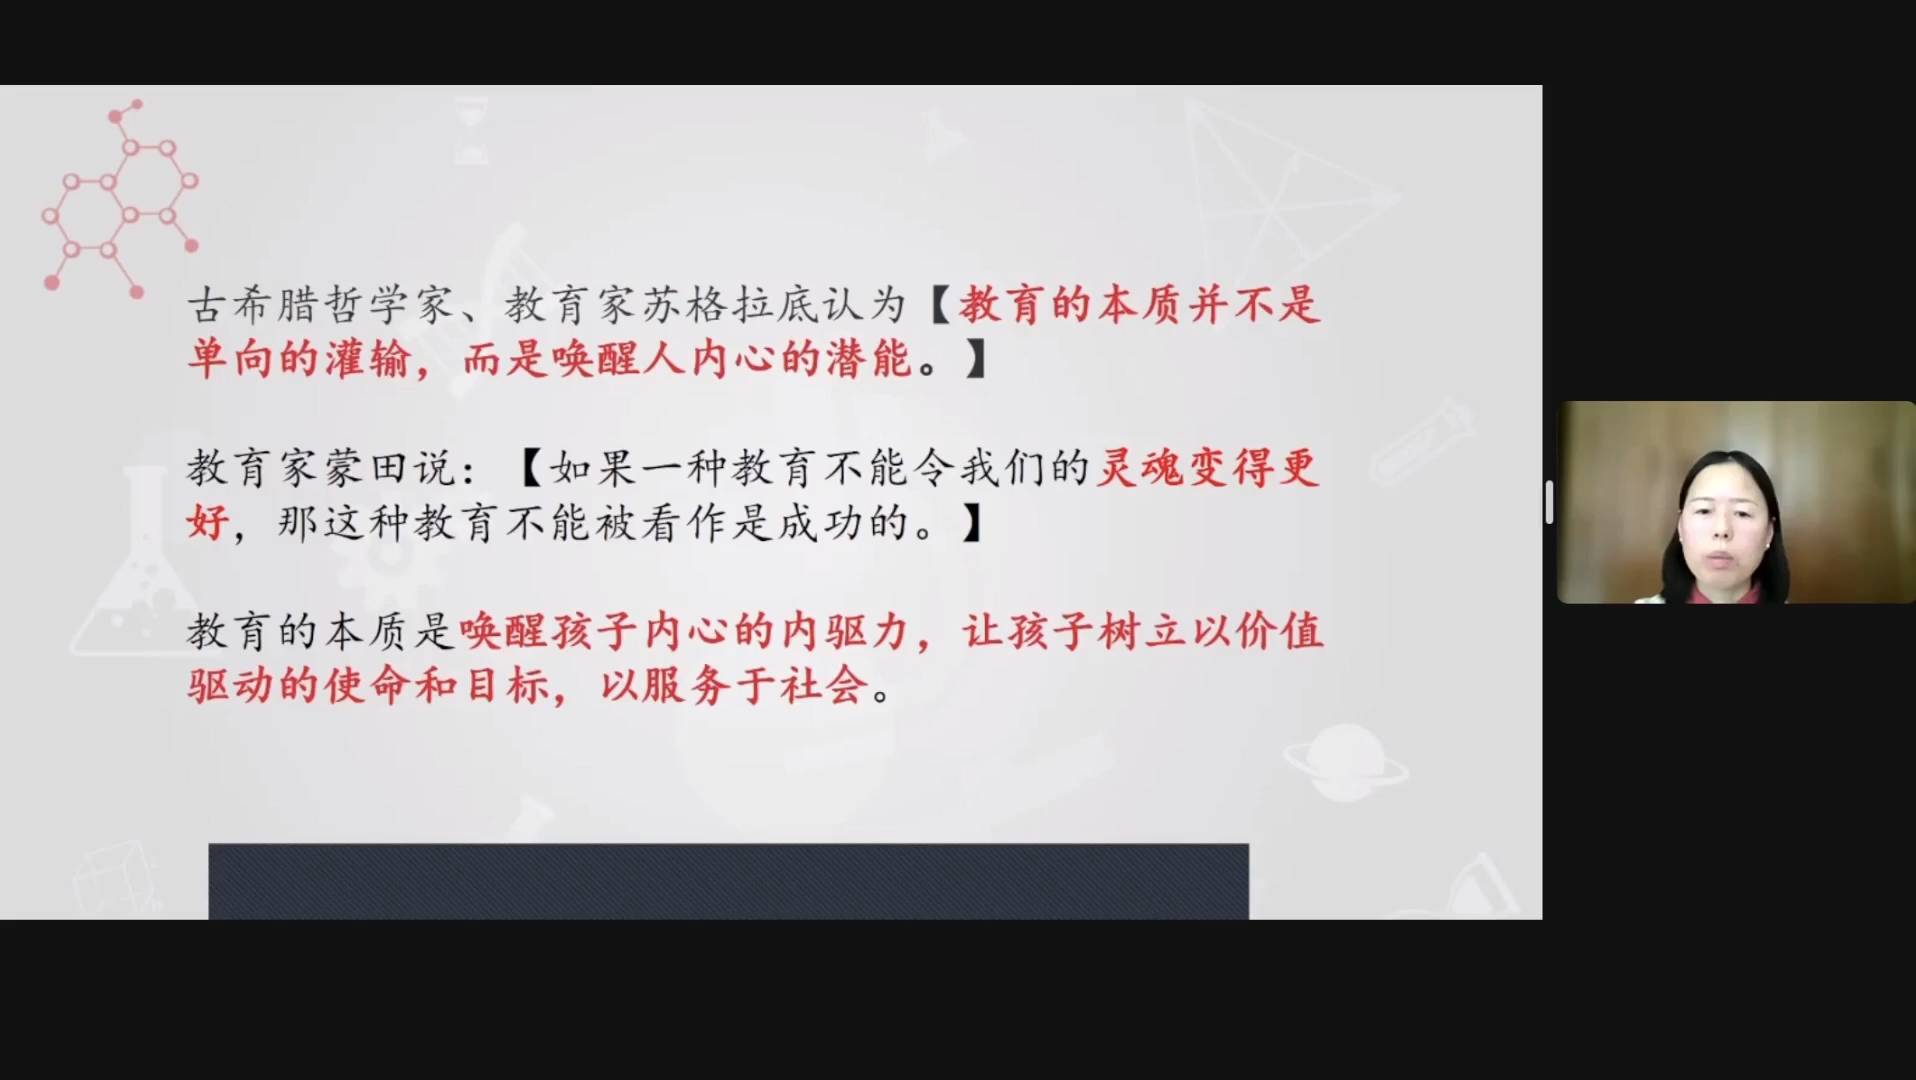 古希腊哲学家、教育家苏格拉底认为【教育的本质并不是
单向的灌输，而是唤醒人内心的潜能。】
教育家蒙田说：【如果一种教育不能令我们的灵魂变得更
好，那这种教育不能被看作是成功的。】
教育的本质是唤醒孩子内心的内驱力，让孩子树立以价值
驱动的使命和目标，以服务于社会。